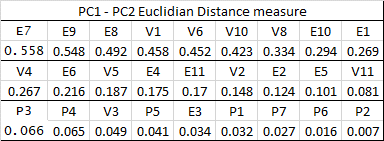 PC1 - PC2 Euclidian Distance measure
E7 E9 E8 V1 V6 V10 V8 E10 E1
0.558 0.548 0.492 0.458 0.452 0.423 0.334 0.294 0.269
V4 E6 V5 E4 E11 V2 E2 E5 V11
0.267 0.216 0.187 0.175 0.17 0.148 0.124 0.101 0.081
P3 P4 V3 P5 E3 P1 P7 P6 P2
0.066 0.065 0.049 0.041 0.034 0.032 0.027 0.016 0.007